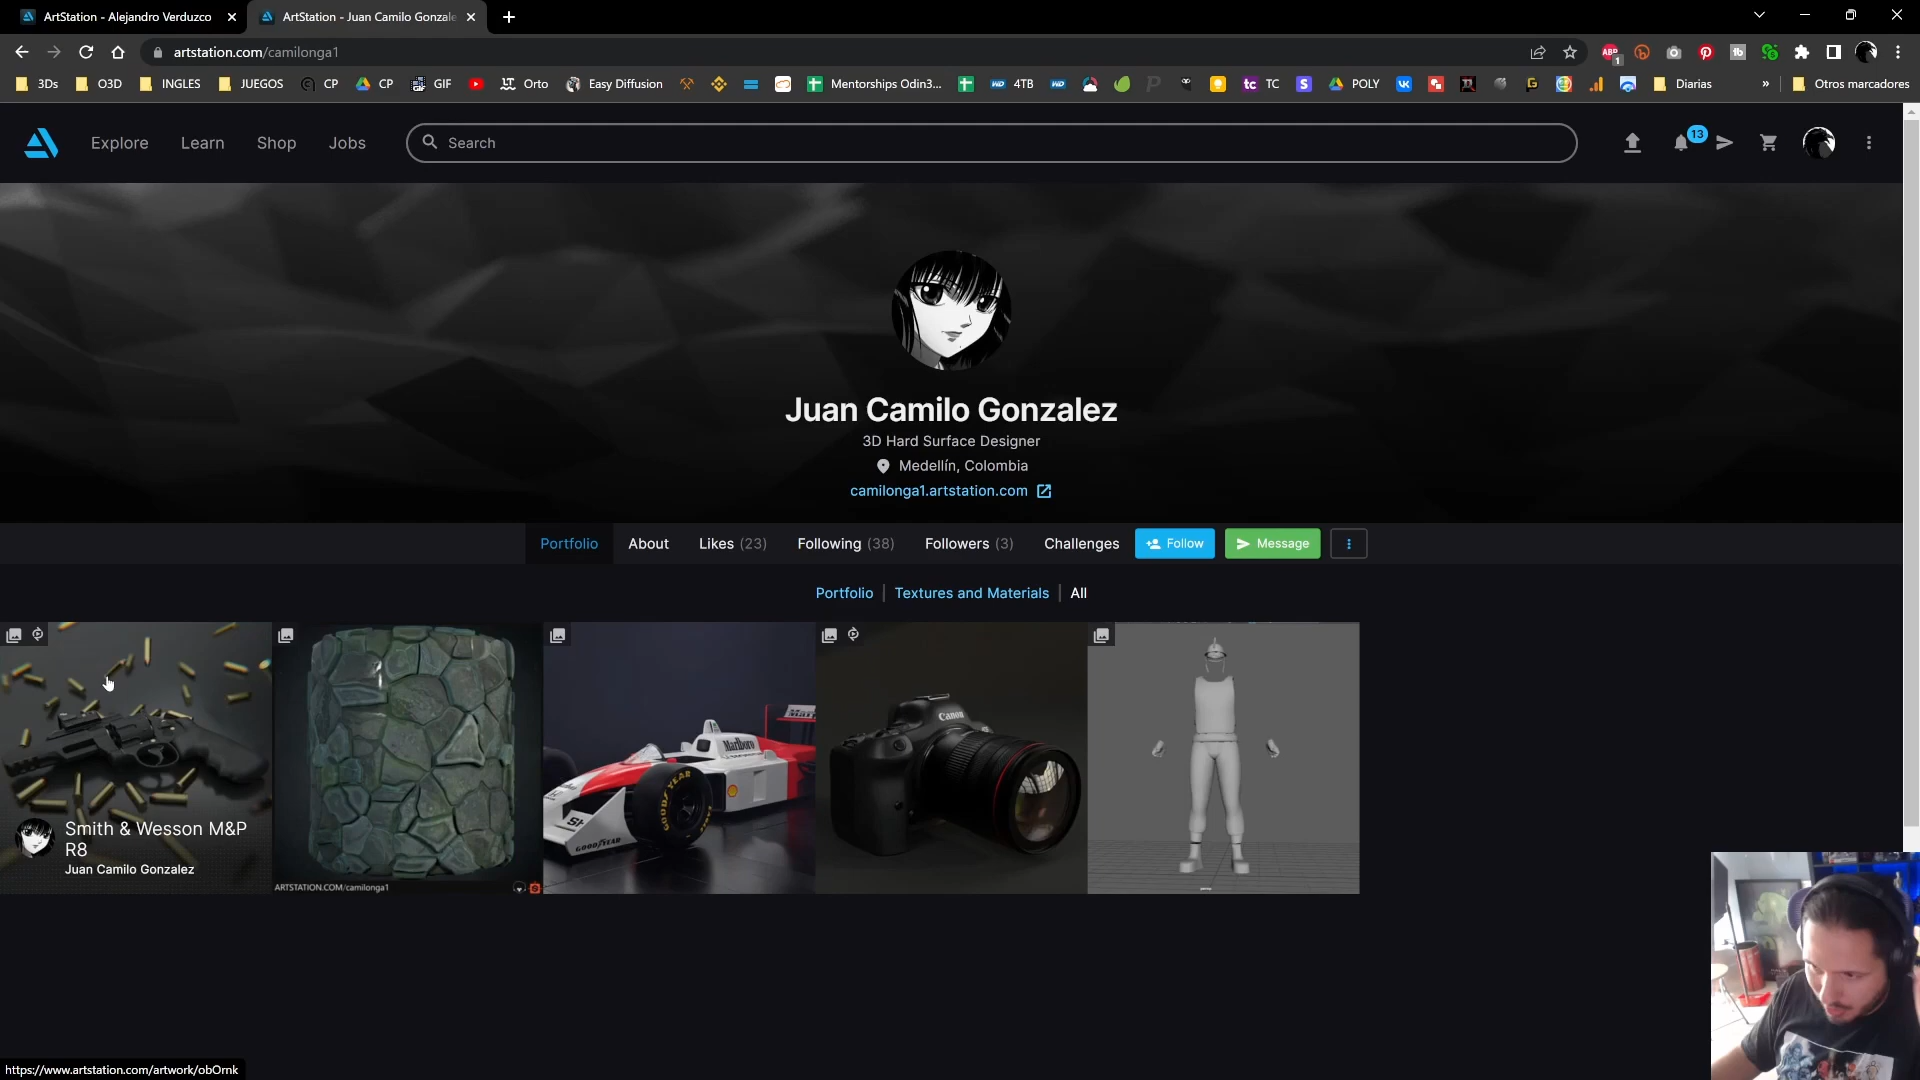 ArtStation - Alejandro Verduzco
ArtStation - Juan Camilo Gonzale
artstation.com/camilonga1
ABP
1
3Ds
O3D
INGLES
JUEGOS
CP
CP
GIF
Orto
Easy Diffusion
Mentorships Odin3...
4TB
TC
POLY
Diarias
»
Otros marcadores
Explore
Learn
Shop
Jobs
Search
13
Juan Camilo Gonzalez
3D Hard Surface Designer
Medellín, Colombia
camilonga1.artstation.com
Portfolio
About
Likes (23)
Following (38)
Followers (3)
Challenges
Follow
Message
Portfolio | Textures and Materials | All
Smith & Wesson M&P
R8
Juan Camilo Gonzalez
ARTSTATION.COM/camilonga1
Marlboro
GOOD YEAR
GOODYEAR
Canon
https://www.artstation.com/artwork/obOrnk